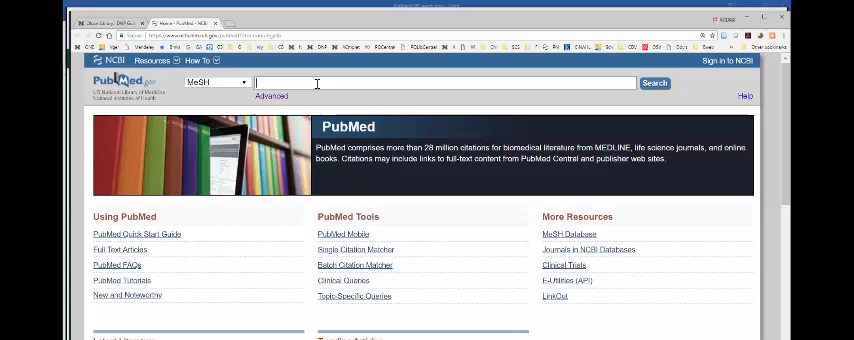 Home - PubMed - NCBI
NCBI Resources How To Sign in to NCBI
PubMed.gov
US National Library of Medicine
National Institutes of Health
MeSH
Search
Advanced
Help
PubMed
PubMed comprises more than 28 million citations for biomedical literature from MEDLINE, life science journals, and online
books. Citations may include links to full-text content from PubMed Central and publisher web sites.
Using PubMed
PubMed Quick Start Guide
Full Text Articles
PubMed FAQs
PubMed Tutorials
New and Noteworthy
PubMed Tools
PubMed Mobile
Single Citation Matcher
Batch Citation Matcher
Clinical Queries
Topic-Specific Queries
More Resources
MeSH Database
Journals in NCBI Databases
Clinical Trials
E-Utilities (API)
LinkOut